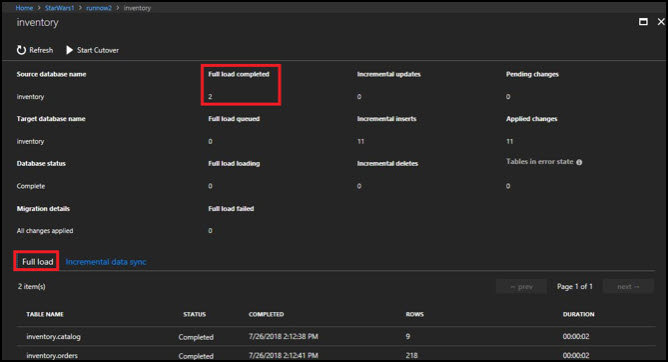 Home > StarWars1 > runnow2 > inventory
inventory
Refresh Start Cutover
Source database name Full load completed Incremental updates Pending changes
inventory 2 0 0
Target database name Full load queued Incremental inserts Applied changes
inventory 0 11 11
Database status Full load loading Incremental deletes Tables in error state
Complete 0 0 0
Migration details Full load failed
All changes applied 0
Full load Incremental data sync
2 item(s) ← prev Page 1 of 1 next →
TABLE NAME STATUS COMPLETED ROWS DURATION
inventory.catalog Completed 7/26/2018 2:12:38 PM 9 00:00:02
inventory.orders Completed 7/26/2018 2:12:41 PM 218 00:00:02